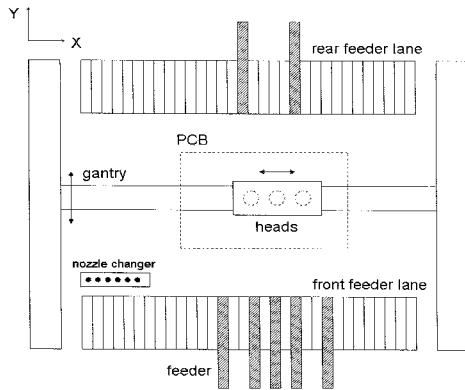 Y
X
rear feeder lane
PCB
gantry
heads
nozzle changer
front feeder lane
feeder